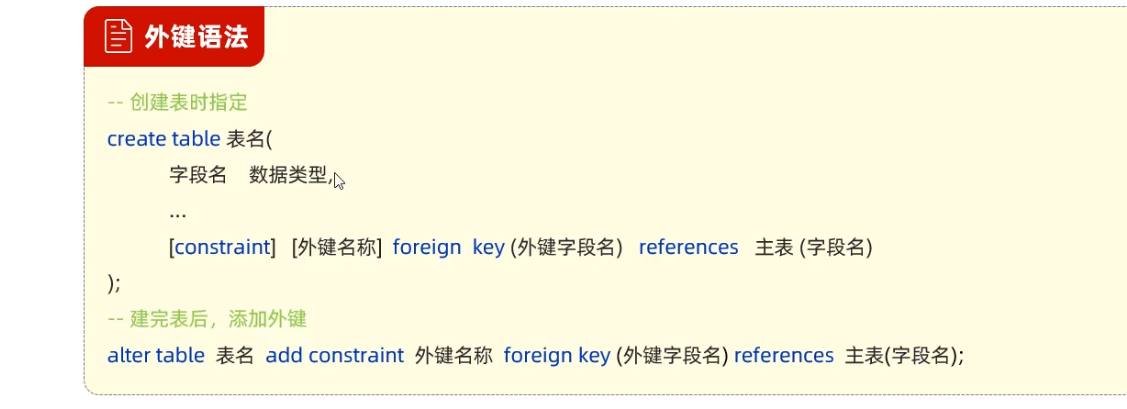 外键语法
-- 创建表时指定
create table 表名(
字段名 数据类型,
...
[constraint] [外键名称] foreign key (外键字段名) references 主表 (字段名)
);
-- 建完表后，添加外键
alter table 表名 add constraint 外键名称 foreign key (外键字段名) references 主表(字段名);